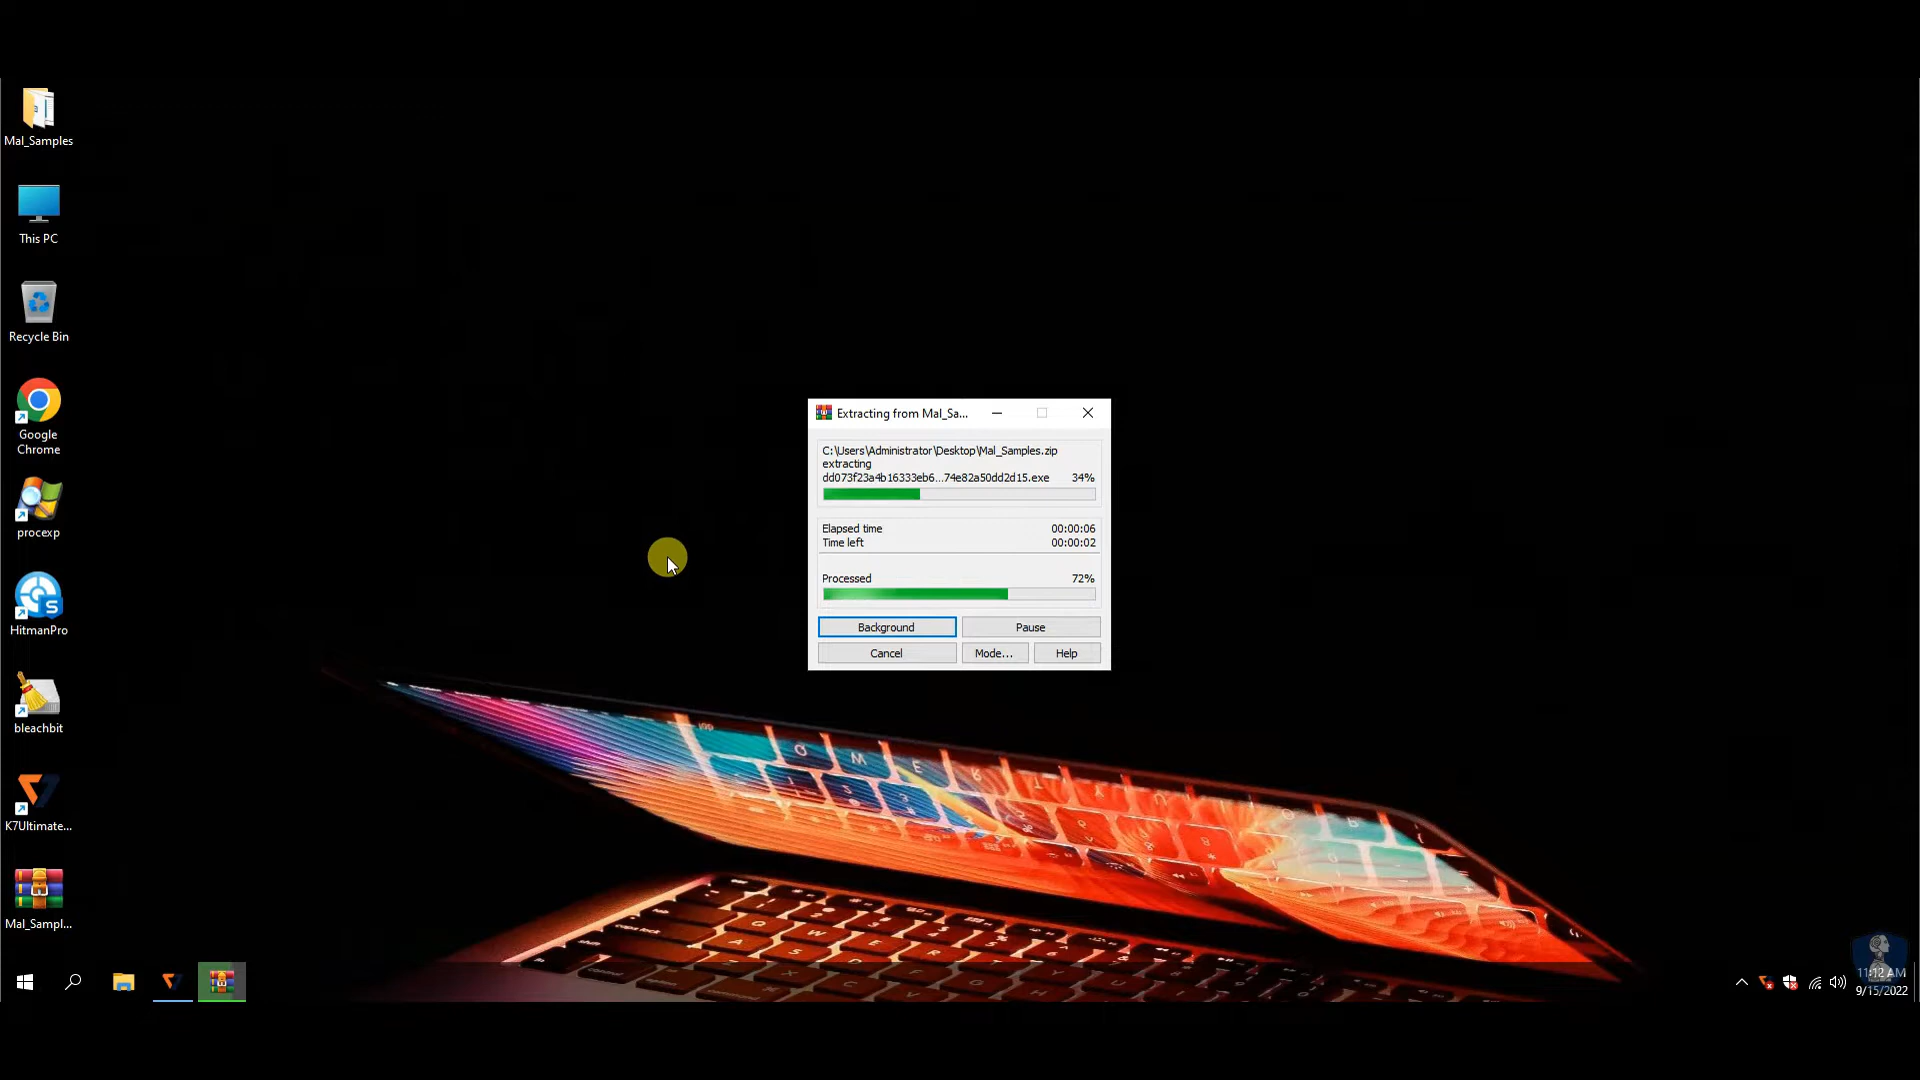 Mal_Samples
This PC
Recycle Bin
Google
Chrome
procexp
HitmanPro
bleachbit
K7Ultimate...
Mal_Sampl...
Extracting from Mal_Sa...
C:\Users\Administrator\Desktop\Mal_Samples.zip
extracting
dd073f23a4b16333eb6...74e82a50dd2d15.exe 34%
Elapsed time 00:00:06
Time left 00:00:02
Processed 72%
Background Pause
Cancel Mode... Help
11:12 AM
9/15/2022